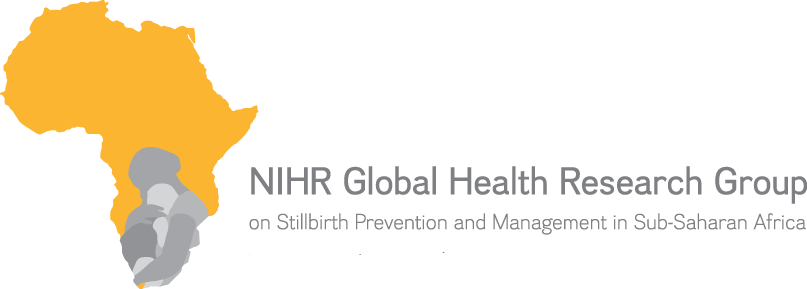 NIHR Global Health Research Group
on Stillbirth Prevention and Management in Sub-Saharan Africa